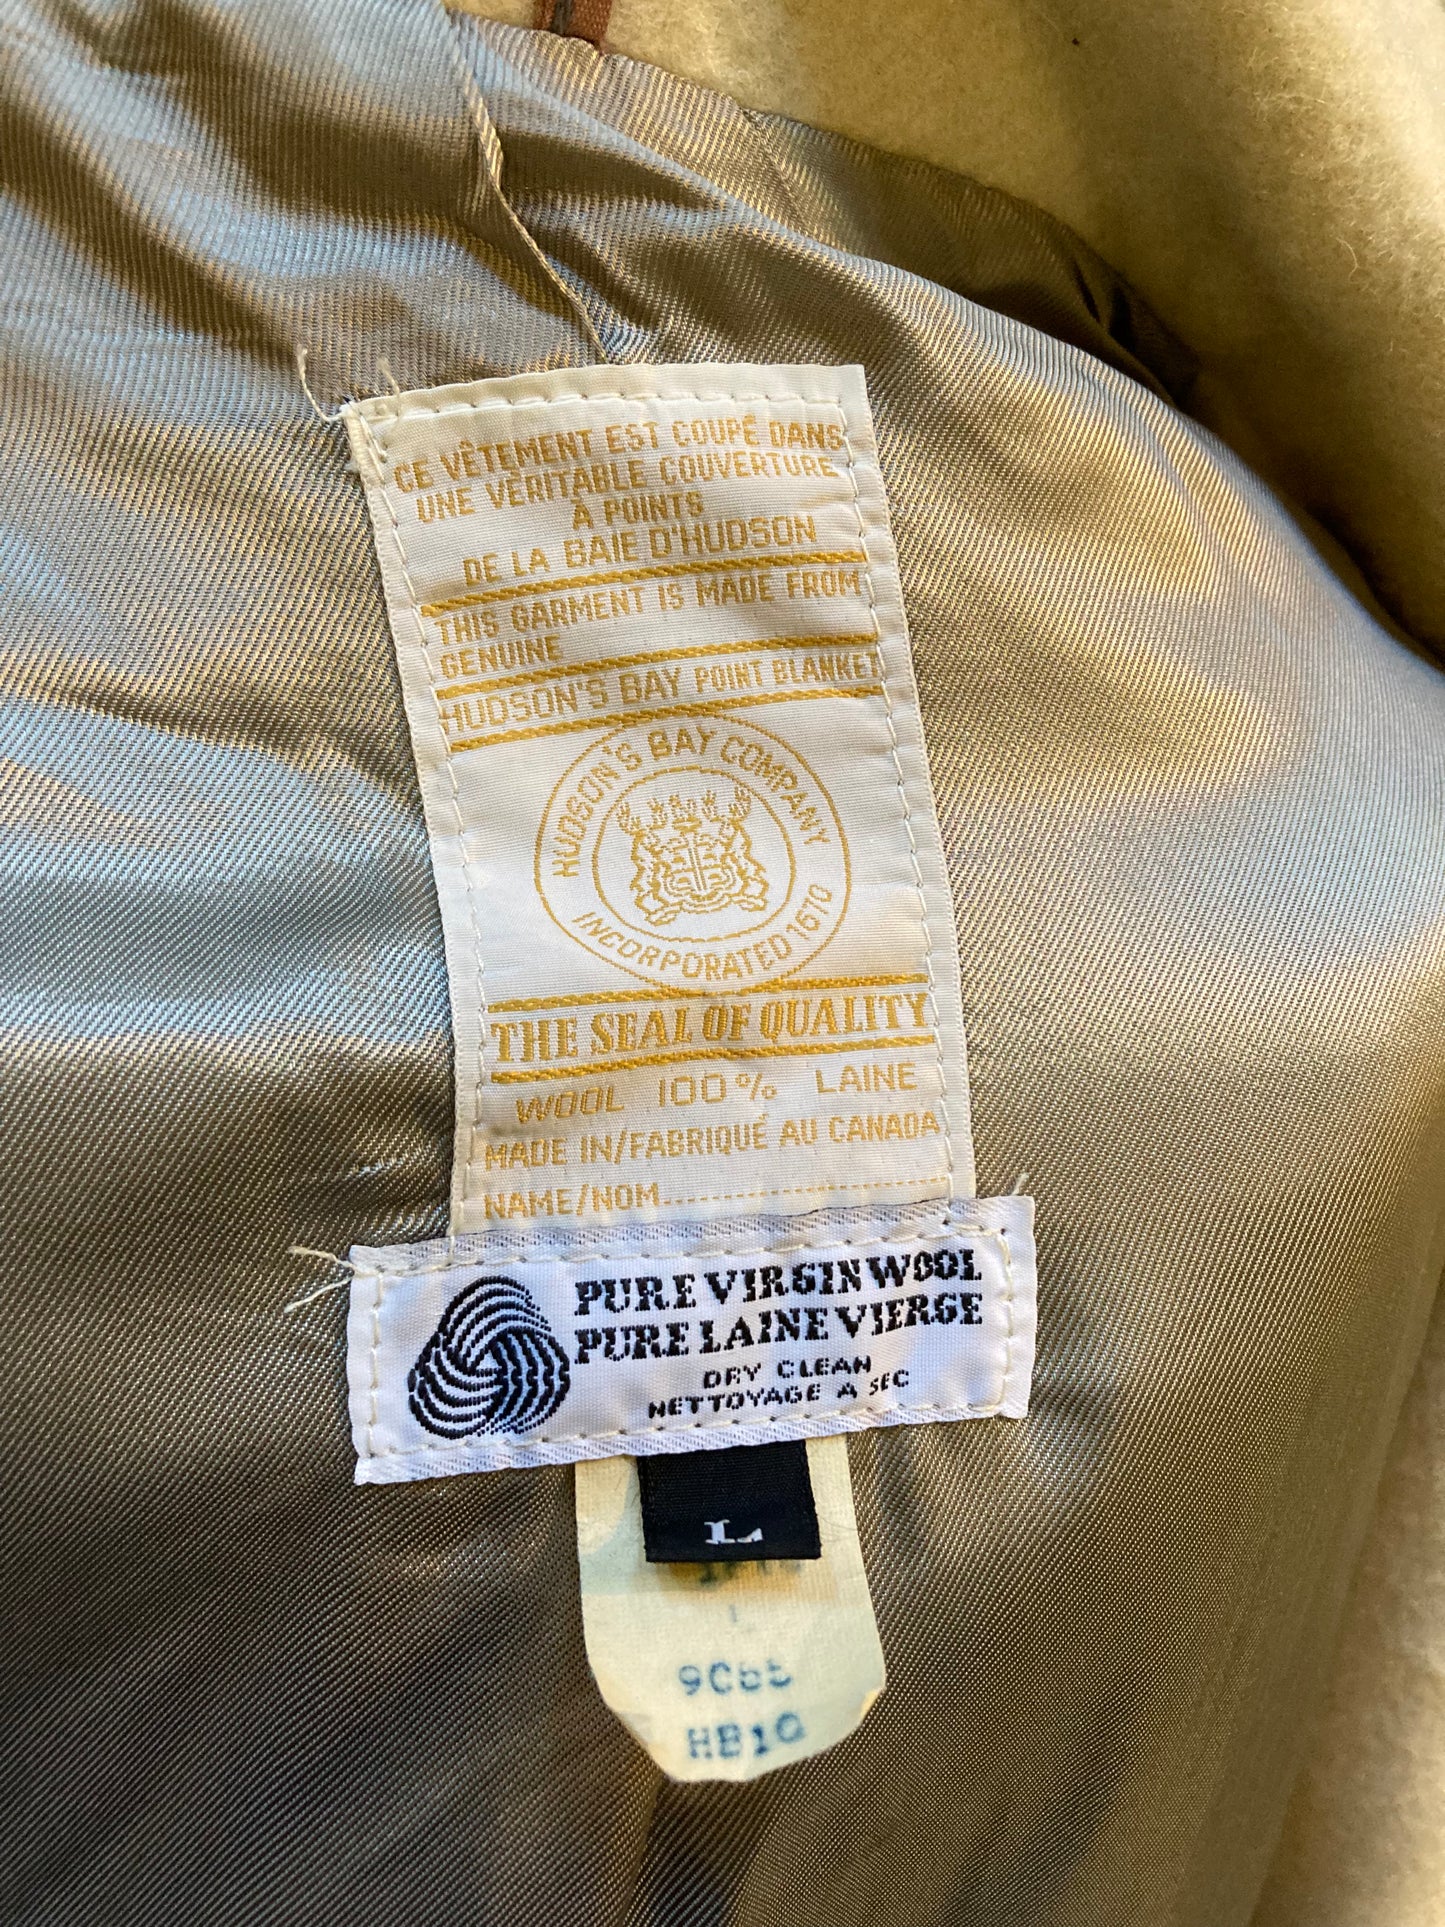 CE VÊTEMENT EST COUPÉ DANS
UNE VÉRITABLE COUVERTURE
À POINTS
DE LA BAIE D'HUDSON
THIS GARMENT IS MADE FROM
GENUINE
HUDSON'S BAY POINT BLANKET
HUDSON'S BAY COMPANY
INCORPORATED 1670
THE SEAL OF QUALITY
WOOL 100% LAINE
MADE IN/FABRIQUÉ AU CANADA
NAME/NOM
PURE VIRGIN WOOL
PURE LAINE VIERGE
DRY CLEAN
NETTOYAGE A SEC
L
HB10